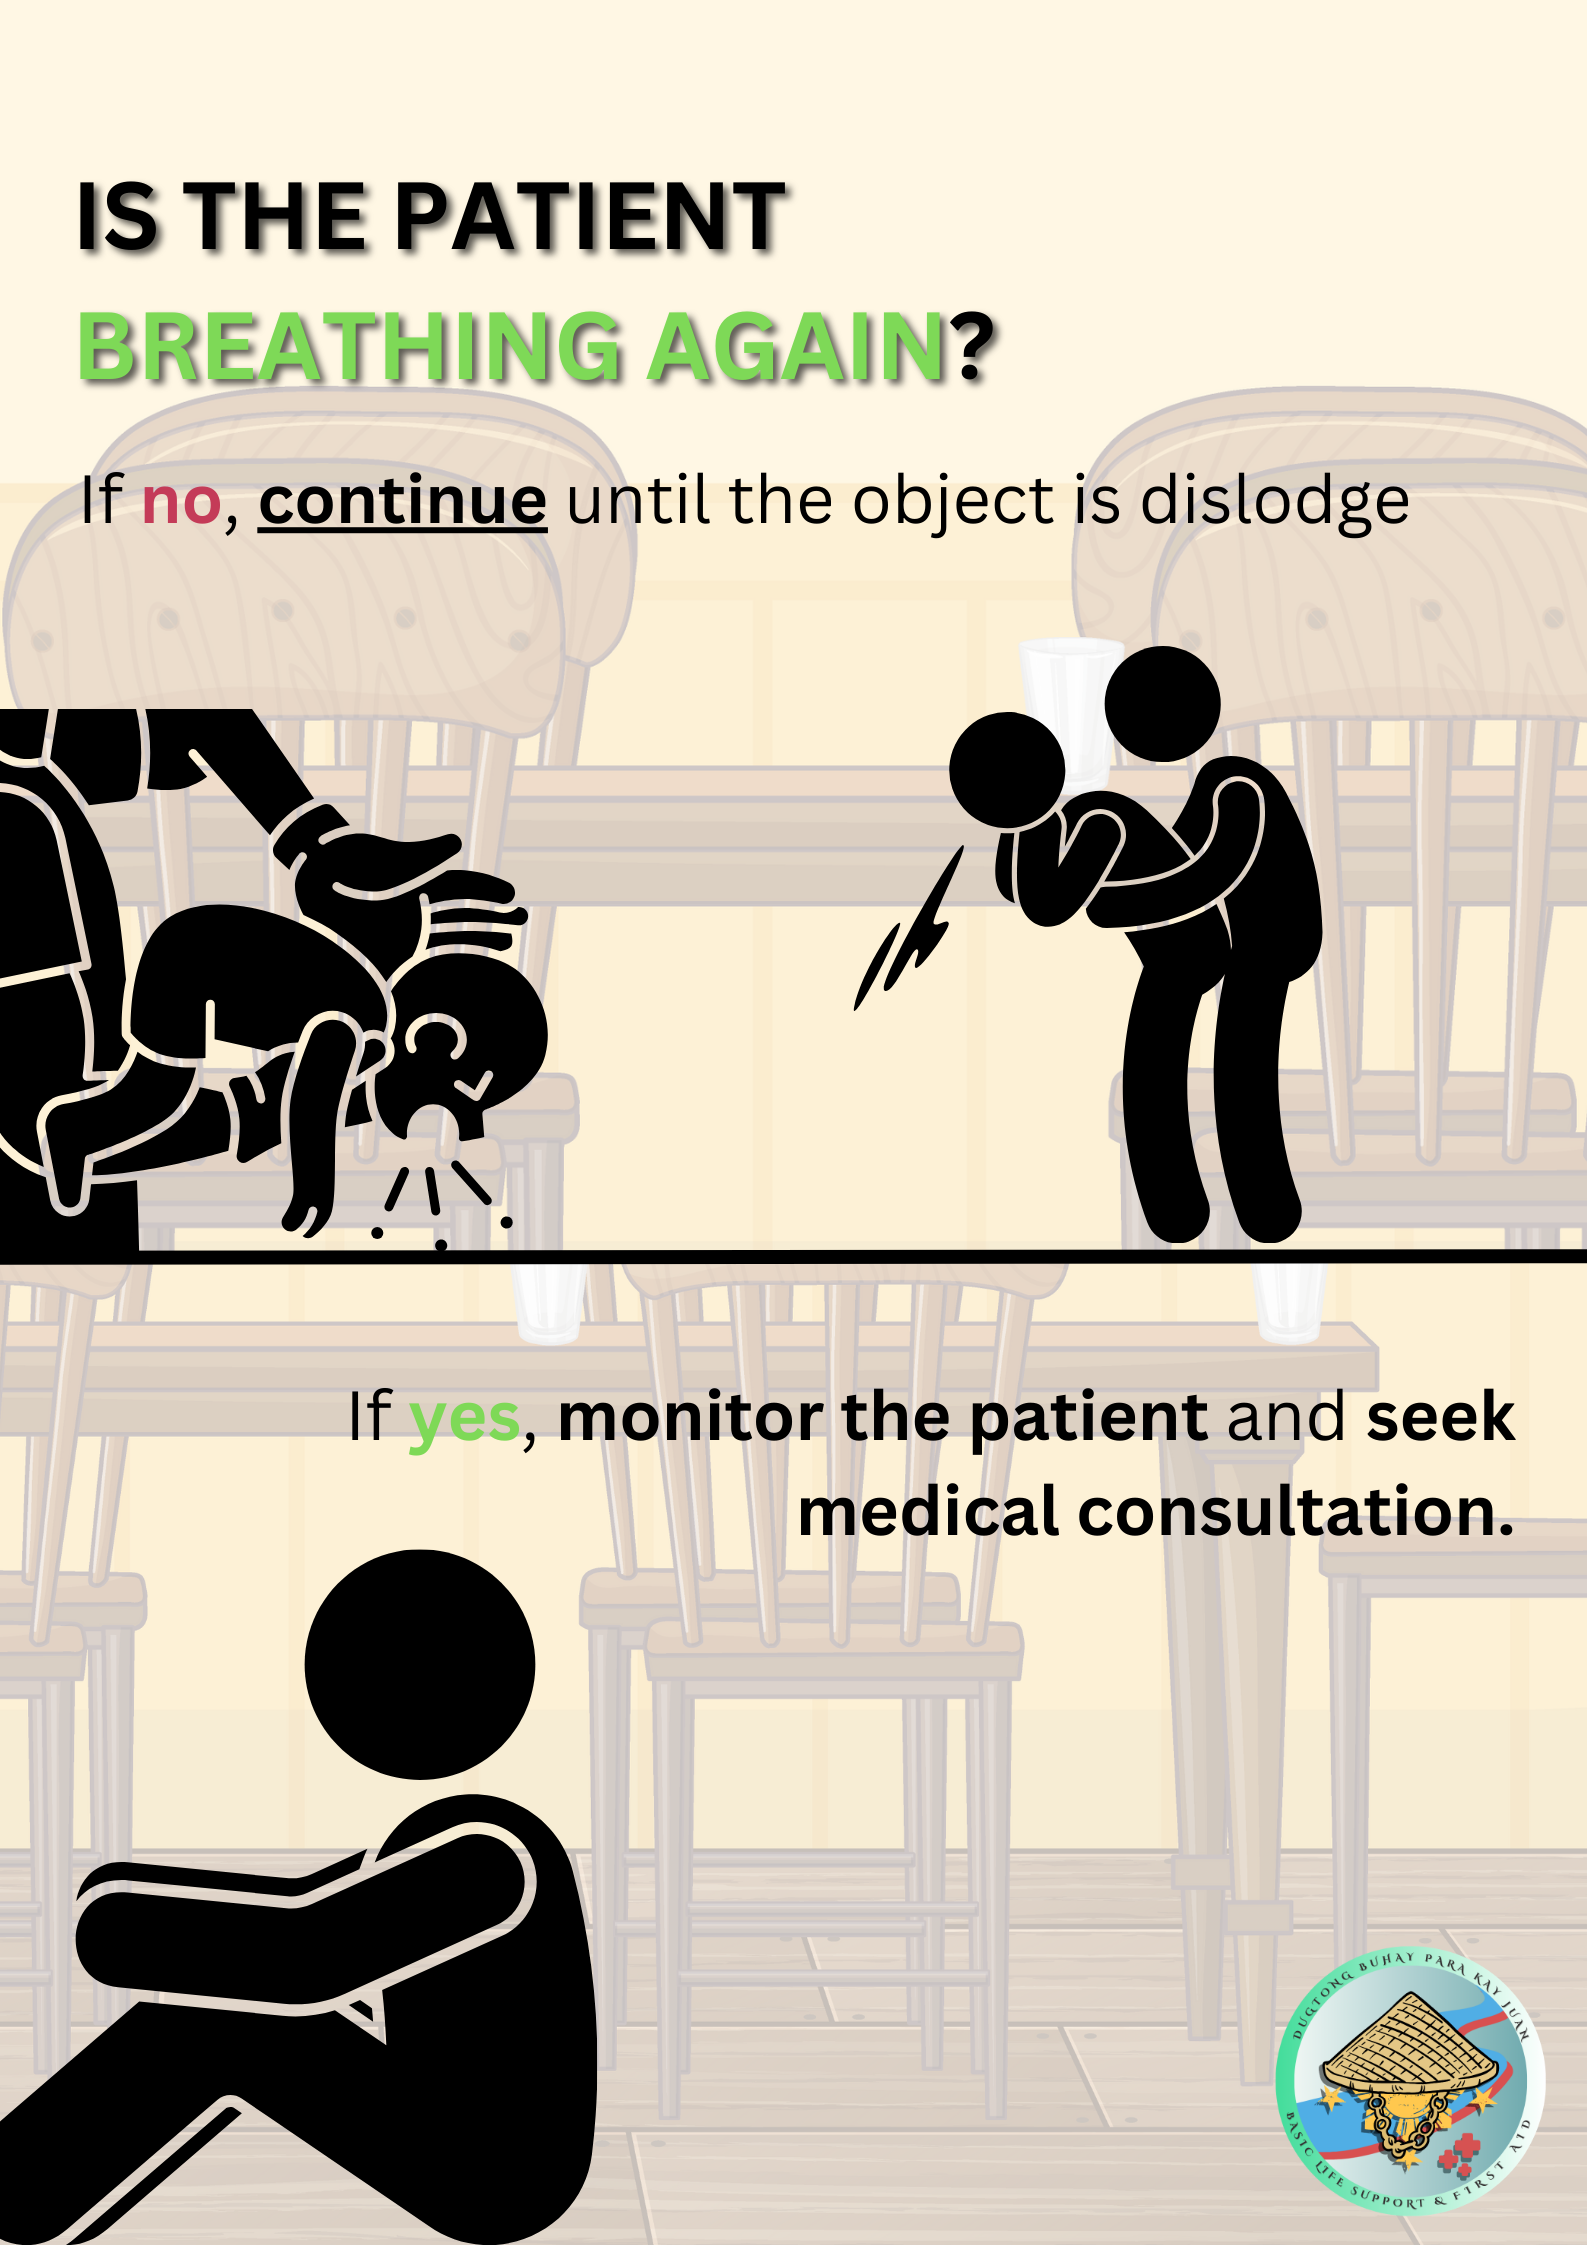 IS THE PATIENT
BREATHING AGAIN?
If no, continue until the object is dislodge
If yes, monitor the patient and seek
medical consultation.
DUGTONG BUHAY PARA KAY JUAN
BASIC LIFE SUPPORT & FIRST AID